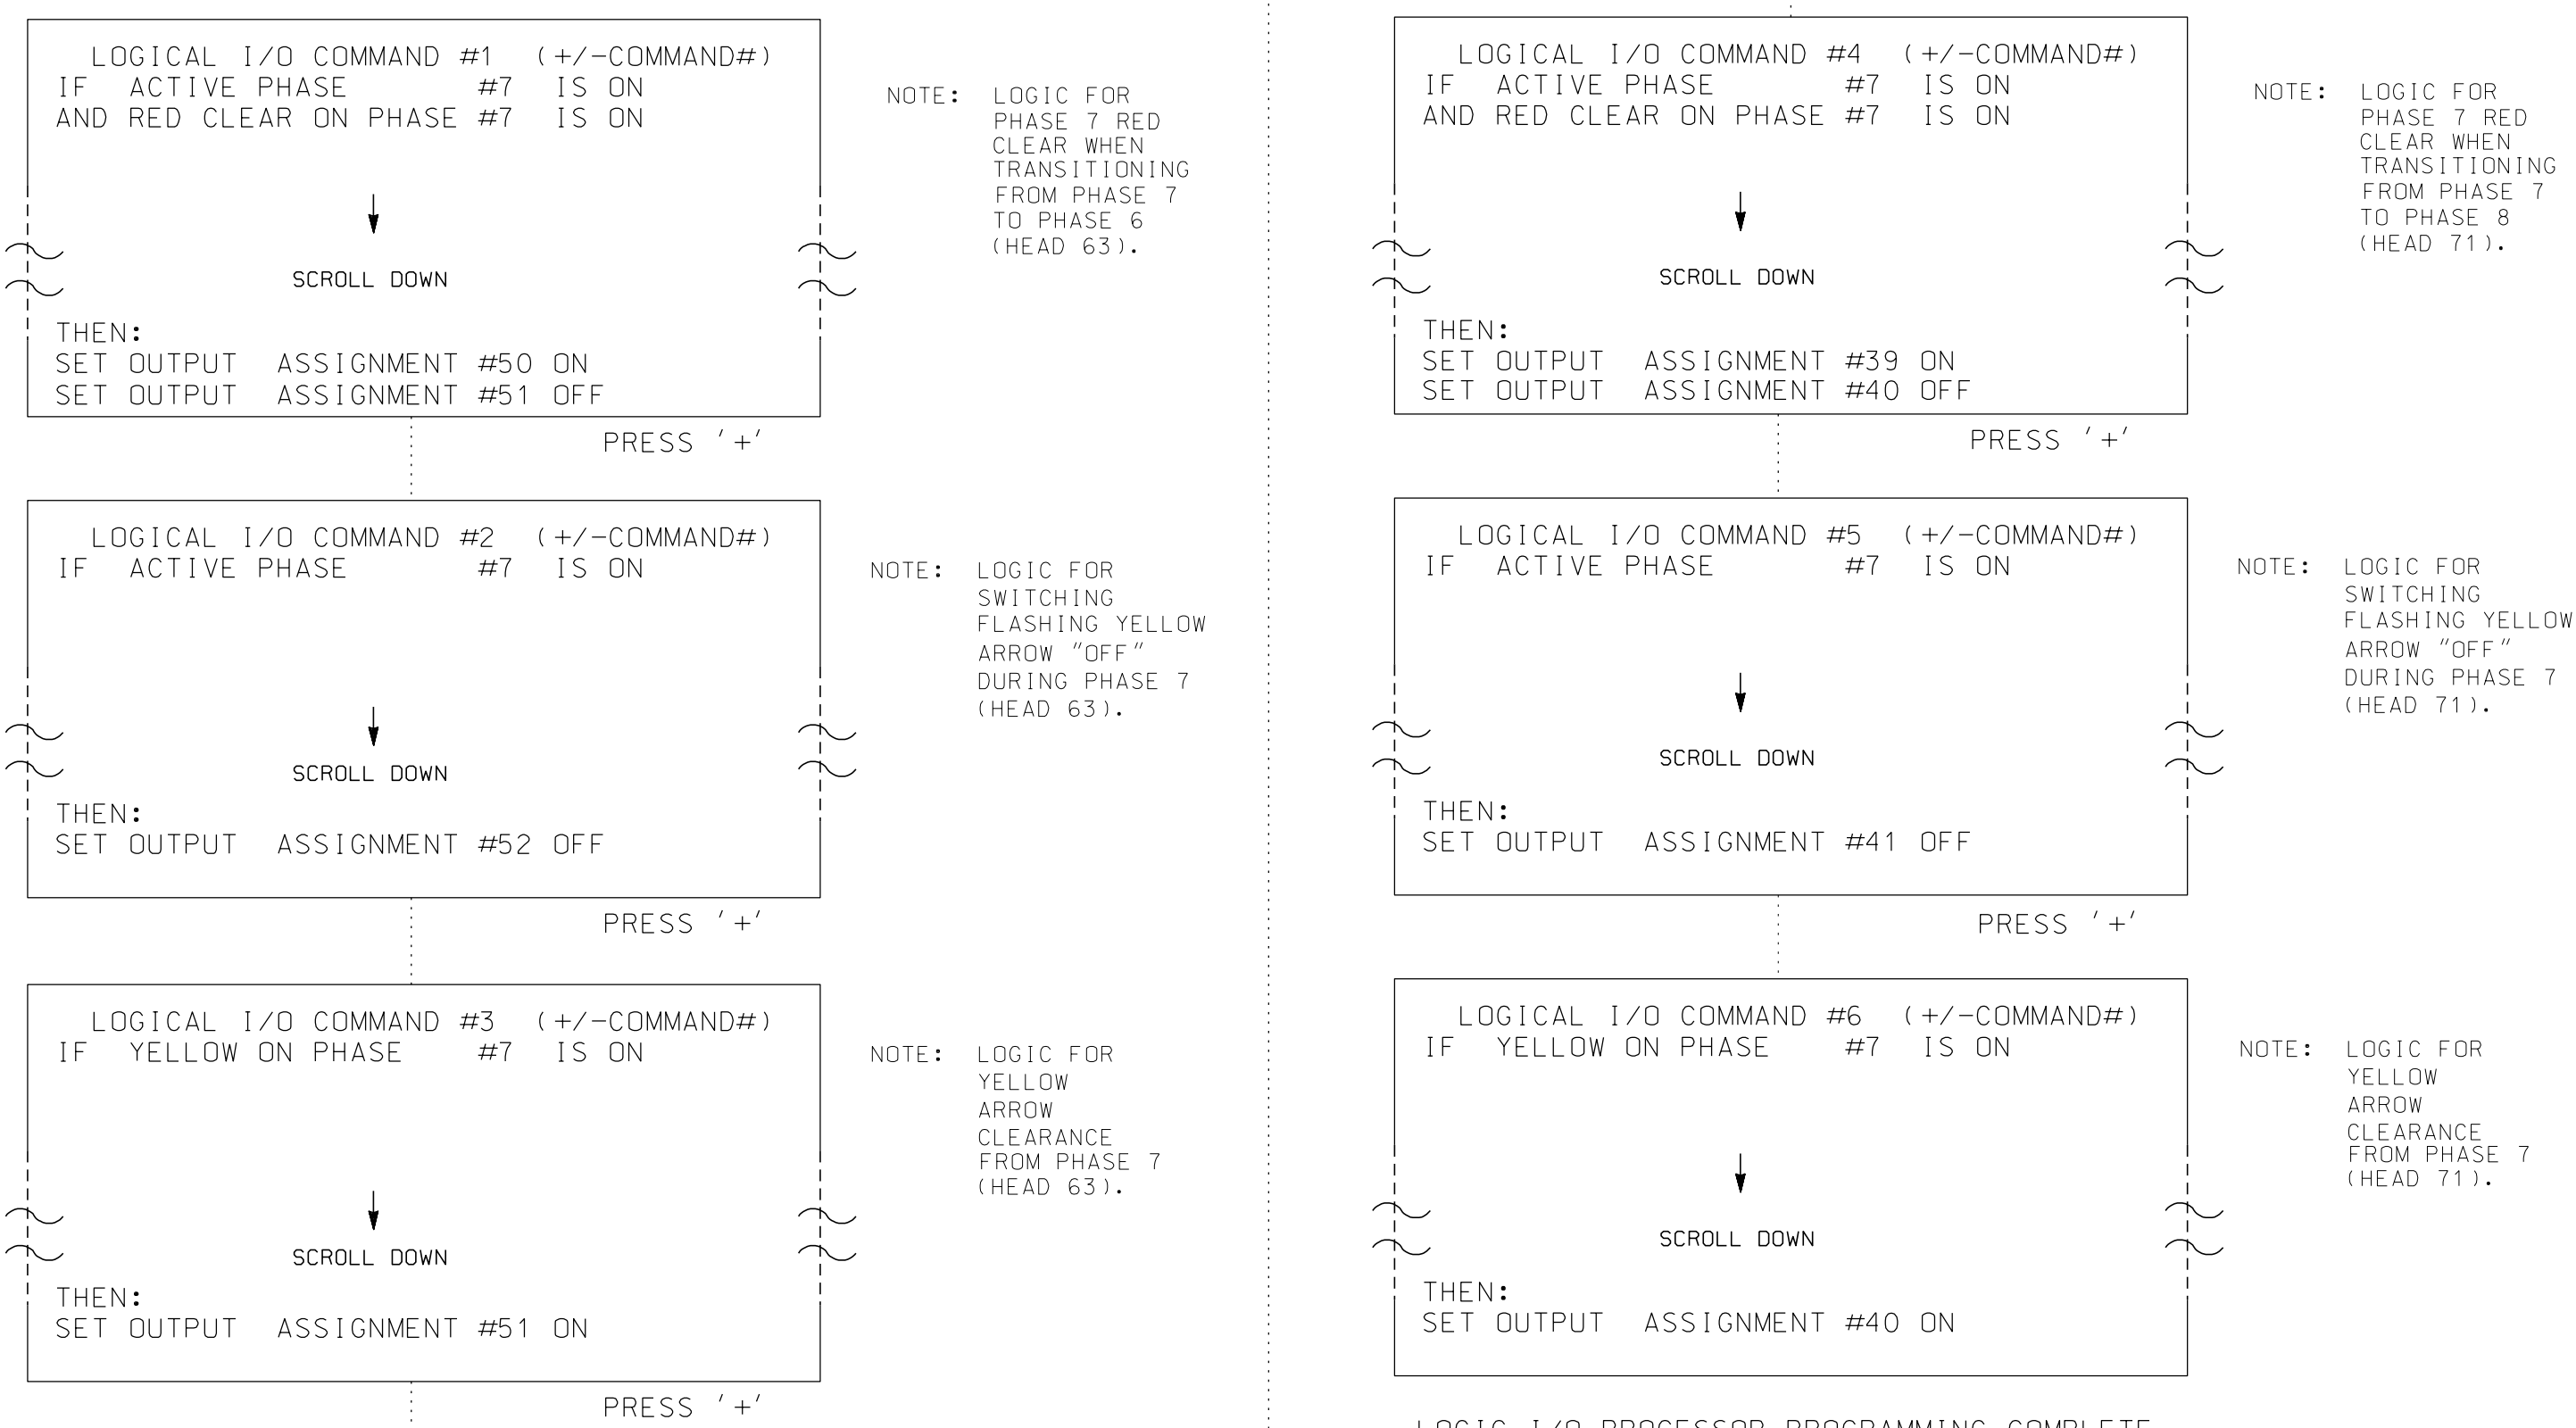 LOGICAL I/O COMMAND #1 (+/-COMMAND#)
IF ACTIVE PHASE #7 IS ON
AND RED CLEAR ON PHASE #7 IS ON
SCROLL DOWN
THEN:
SET OUTPUT ASSIGNMENT #50 ON
SET OUTPUT ASSIGNMENT #51 OFF
NOTE: LOGIC FOR
PHASE 7 RED
CLEAR WHEN
TRANSITIONING
FROM PHASE 7
TO PHASE 6
(HEAD 63).
PRESS '+'
LOGICAL I/O COMMAND #2 (+/-COMMAND#)
IF ACTIVE PHASE #7 IS ON
SCROLL DOWN
THEN:
SET OUTPUT ASSIGNMENT #52 OFF
NOTE: LOGIC FOR
SWITCHING
FLASHING YELLOW
ARROW "OFF"
DURING PHASE 7
(HEAD 63).
PRESS '+'
LOGICAL I/O COMMAND #3 (+/-COMMAND#)
IF YELLOW ON PHASE #7 IS ON
SCROLL DOWN
THEN:
SET OUTPUT ASSIGNMENT #51 ON
NOTE: LOGIC FOR
YELLOW
ARROW
CLEARANCE
FROM PHASE 7
(HEAD 63).
PRESS '+'
LOGICAL I/O COMMAND #4 (+/-COMMAND#)
IF ACTIVE PHASE #7 IS ON
AND RED CLEAR ON PHASE #7 IS ON
SCROLL DOWN
THEN:
SET OUTPUT ASSIGNMENT #39 ON
SET OUTPUT ASSIGNMENT #40 OFF
NOTE: LOGIC FOR
PHASE 7 RED
CLEAR WHEN
TRANSITIONING
FROM PHASE 7
TO PHASE 8
(HEAD 71).
PRESS '+'
LOGICAL I/O COMMAND #5 (+/-COMMAND#)
IF ACTIVE PHASE #7 IS ON
SCROLL DOWN
THEN:
SET OUTPUT ASSIGNMENT #41 OFF
NOTE: LOGIC FOR
SWITCHING
FLASHING YELLOW
ARROW "OFF"
DURING PHASE 7
(HEAD 71).
PRESS '+'
LOGICAL I/O COMMAND #6 (+/-COMMAND#)
IF YELLOW ON PHASE #7 IS ON
SCROLL DOWN
THEN:
SET OUTPUT ASSIGNMENT #40 ON
NOTE: LOGIC FOR
YELLOW
ARROW
CLEARANCE
FROM PHASE 7
(HEAD 71).
LOGIC I/O PROCESSOR PROGRAMMING COMPLETE